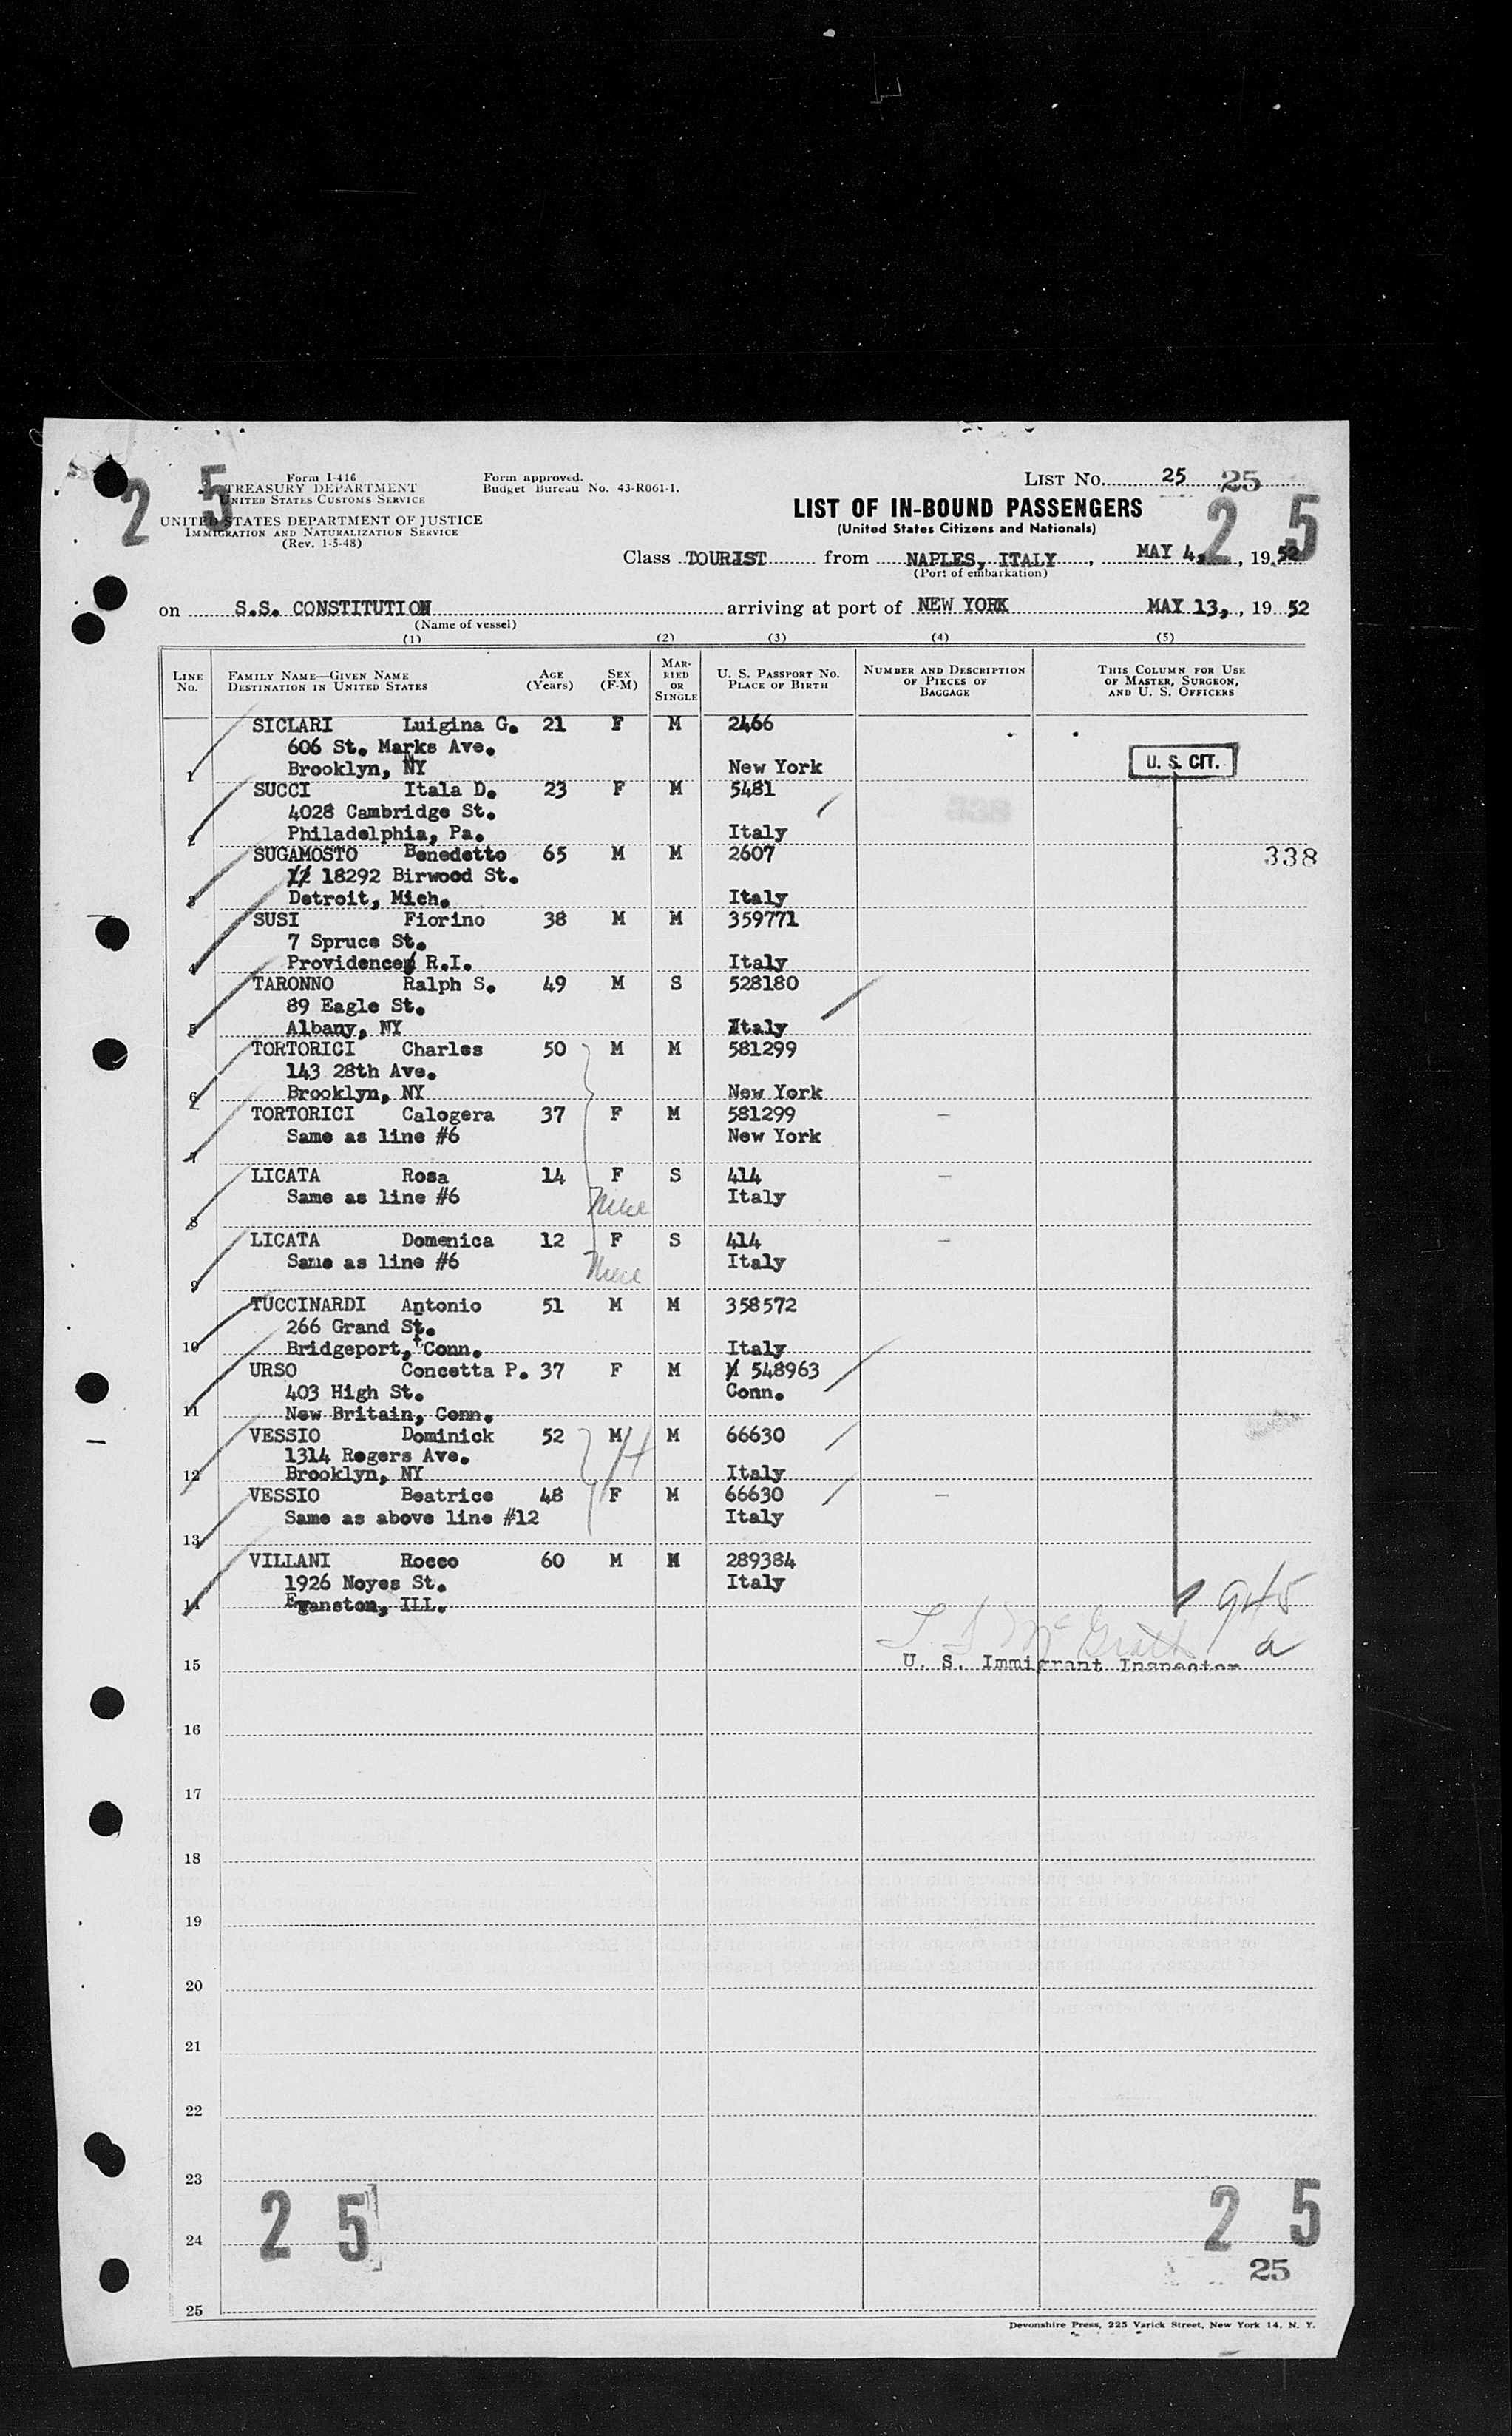 Form I-416
TREASURY DEPARTMENT
UNITED STATES CUSTOMS SERVICE
UNITED STATES DEPARTMENT OF JUSTICE
IMMIGRATION AND NATURALIZATION SERVICE
(Rev. 1-5-48)
Form approved.
Budget Bureau No. 43-R061-1.
LIST NO. 25 25
2 5
2 5
LIST OF IN-BOUND PASSENGERS
(United States Citizens and Nationals)
Class TOURIST from NAPLES, ITALY, MAY 4, , 1952
(Port of embarkation)
on S.S. CONSTITUTION arriving at port of NEW YORK MAY 13, , 19 52
(Name of vessel)
(1) (2) (3) (4) (5)
LINE NO. FAMILY NAME—GIVEN NAME DESTINATION IN UNITED STATES AGE (Years) SEX (F-M) MARRIED OR SINGLE U. S. PASSPORT NO. PLACE OF BIRTH NUMBER AND DESCRIPTION OF PIECES OF BAGGAGE THIS COLUMN FOR USE OF MASTER, SURGEON, AND U. S. OFFICERS
SICLARI Luigina G. 21 F M 2466
606 St. Marks Ave.
U. S. CIT.
1 Brooklyn, NY New York
SUCCI Itala D. 23 F M 5481
4028 Cambridge St.
2 Philadelphia, Pa. Italy
SUGAMOSTO Benedetto 65 M M 2607 338
18292 Birwood St.
3 Detroit, Mich. Italy
SUSI Fiorino 38 M M 359771
7 Spruce St.
4 Providence, R.I. Italy
TARONNO Ralph S. 49 M S 528180
89 Eagle St.
5 Albany, NY Italy
TORTORICI Charles 50 M M 581299
143 28th Ave.
6 Brooklyn, NY New York
TORTORICI Calogera 37 F M 581299
Same as line #6 New York
7
LICATA Rosa 14 F S 414
Same as line #6 Niece Italy
8
LICATA Domenica 12 F S 414
Same as line #6 Niece Italy
9
TUCCINARDI Antonio 51 M M 358572
266 Grand St.
10 Bridgeport, Conn. Italy
URSO Concetta P. 37 F M 548963
403 High St. Conn.
11 New Britain, Conn.
VESSIO Dominick 52 M M 66630
1314 Rogers Ave.
12 Brooklyn, NY Italy
VESSIO Beatrice 48 F M 66630
Same as above line #12 Italy
13
VILLANI Rocco 60 M M 289384
1926 Noyes St. Italy
14 Evanston, ILL.
945
McGrath a
15 U. S. Immigrant Inspector
16
17
18
19
20
21
22
23
24
2 5
2 5
25
25
Devonshire Press, 225 Varick Street, New York 14, N. Y.